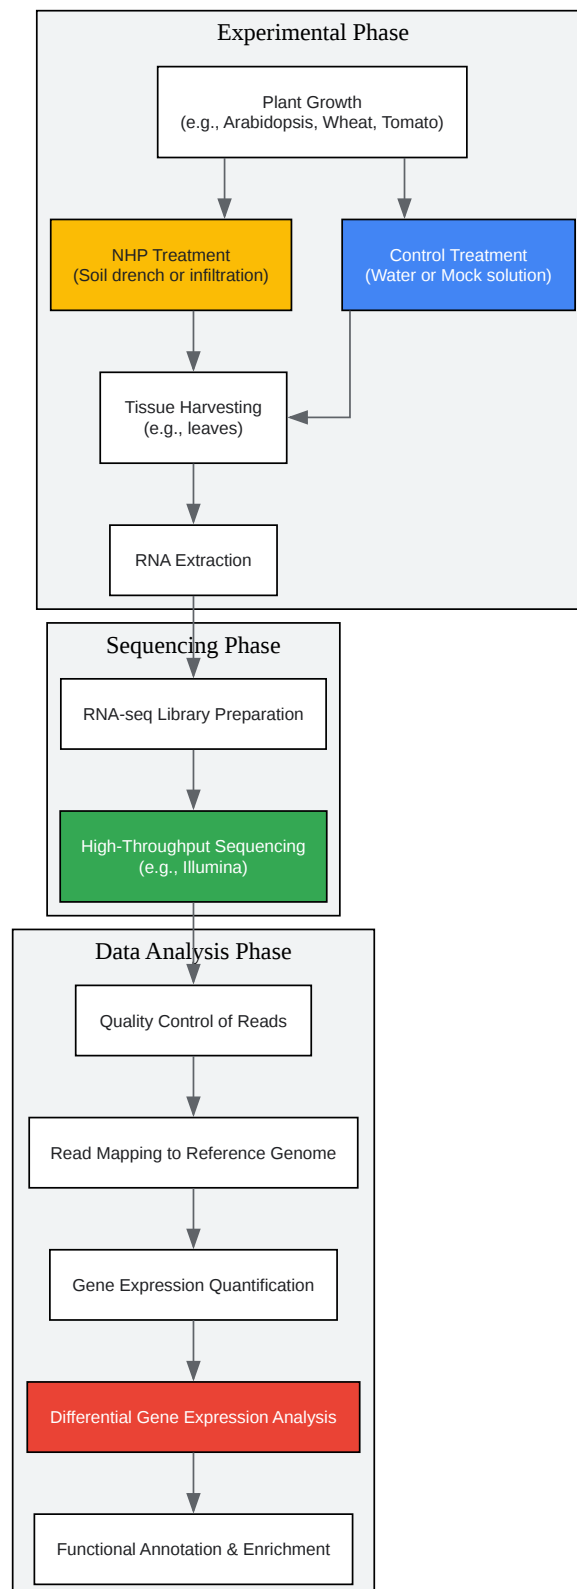 Experimental Phase
Plant Growth
(e.g., Arabidopsis, Wheat, Tomato)
NHP Treatment
(Soil drench or infiltration)
Control Treatment
(Water or Mock solution)
Tissue Harvesting
(e.g., leaves)
RNA Extraction
Sequencing Phase
RNA-seq Library Preparation
High-Throughput Sequencing
(e.g., Illumina)
Data Analysis Phase
Quality Control of Reads
Read Mapping to Reference Genome
Gene Expression Quantification
Differential Gene Expression Analysis
Functional Annotation & Enrichment